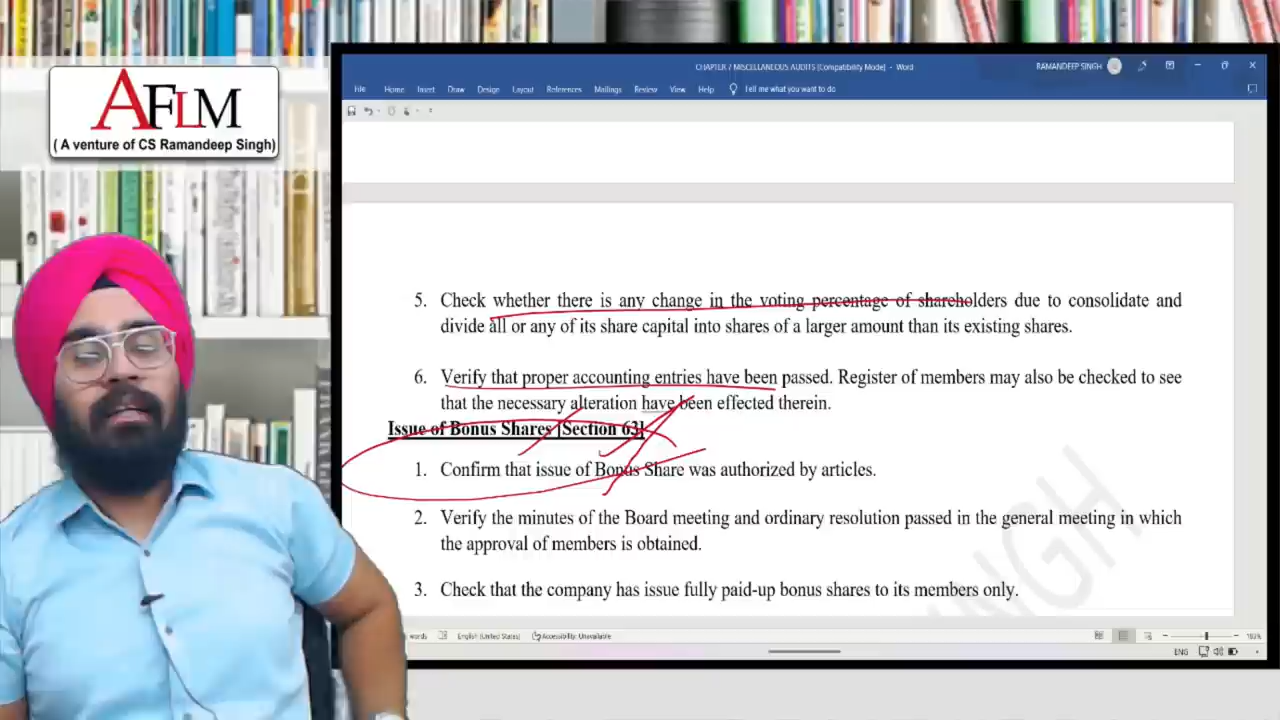 AFLM
( A venture of CS Ramandeep Singh)
CHAPTER 7 MISCELLANEOUS AUDITS [Compatibility Mode] - Word
RAMANDEEP SINGH
File Home Insert Draw Design Layout References Mailings Review View Help Tell me what you want to do
5. Check whether there is any change in the voting percentage of shareholders due to consolidate and
divide all or any of its share capital into shares of a larger amount than its existing shares.
6. Verify that proper accounting entries have been passed. Register of members may also be checked to see
that the necessary alteration have been effected therein.
Issue of Bonus Shares [Section 63]
1. Confirm that issue of Bonus Share was authorized by articles.
2. Verify the minutes of the Board meeting and ordinary resolution passed in the general meeting in which
the approval of members is obtained.
3. Check that the company has issue fully paid-up bonus shares to its members only.
INGH
words English (United States) Accessibility: Unavailable
ENG